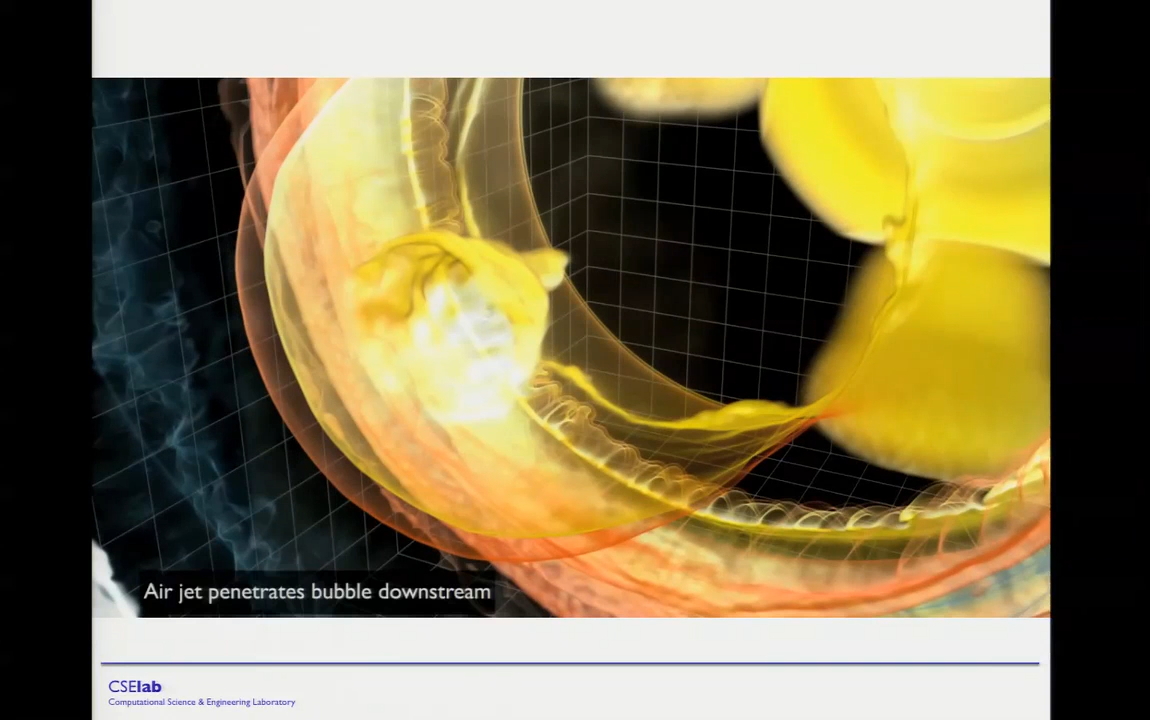 Air jet penetrates bubble downstream
CSElab
Computational Science & Engineering Laboratory